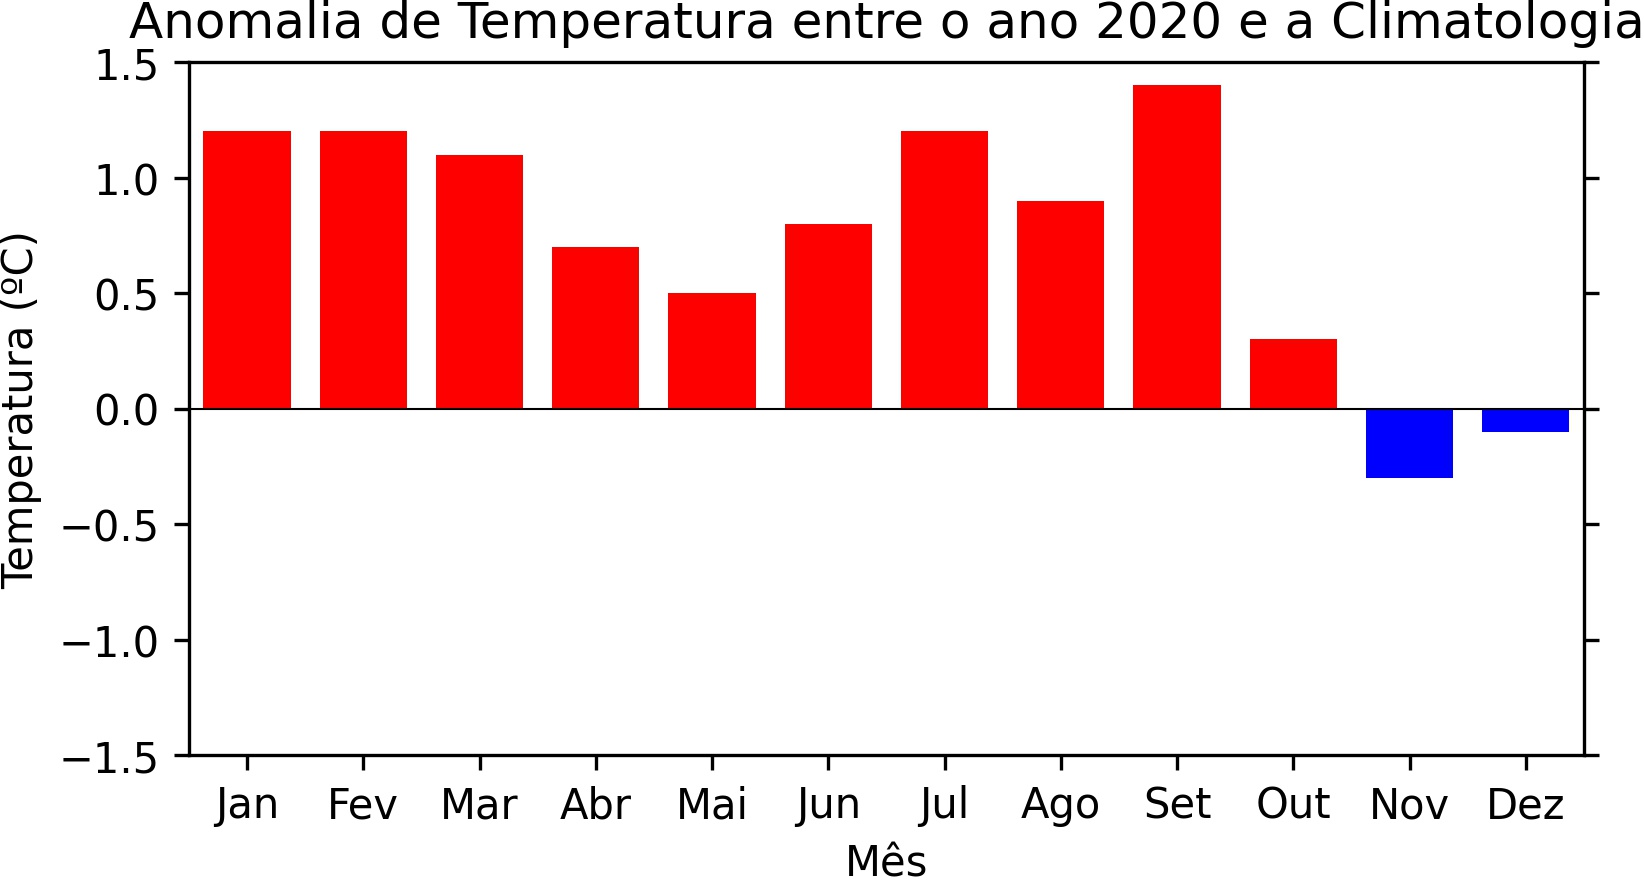 Anomalia de Temperatura entre o ano 2020 e a Climatologia
Temperatura (ºC)
1.5
1.0
0.5
0.0
−0.5
−1.0
−1.5
Jan Fev Mar Abr Mai Jun Jul Ago Set Out Nov Dez
Mês